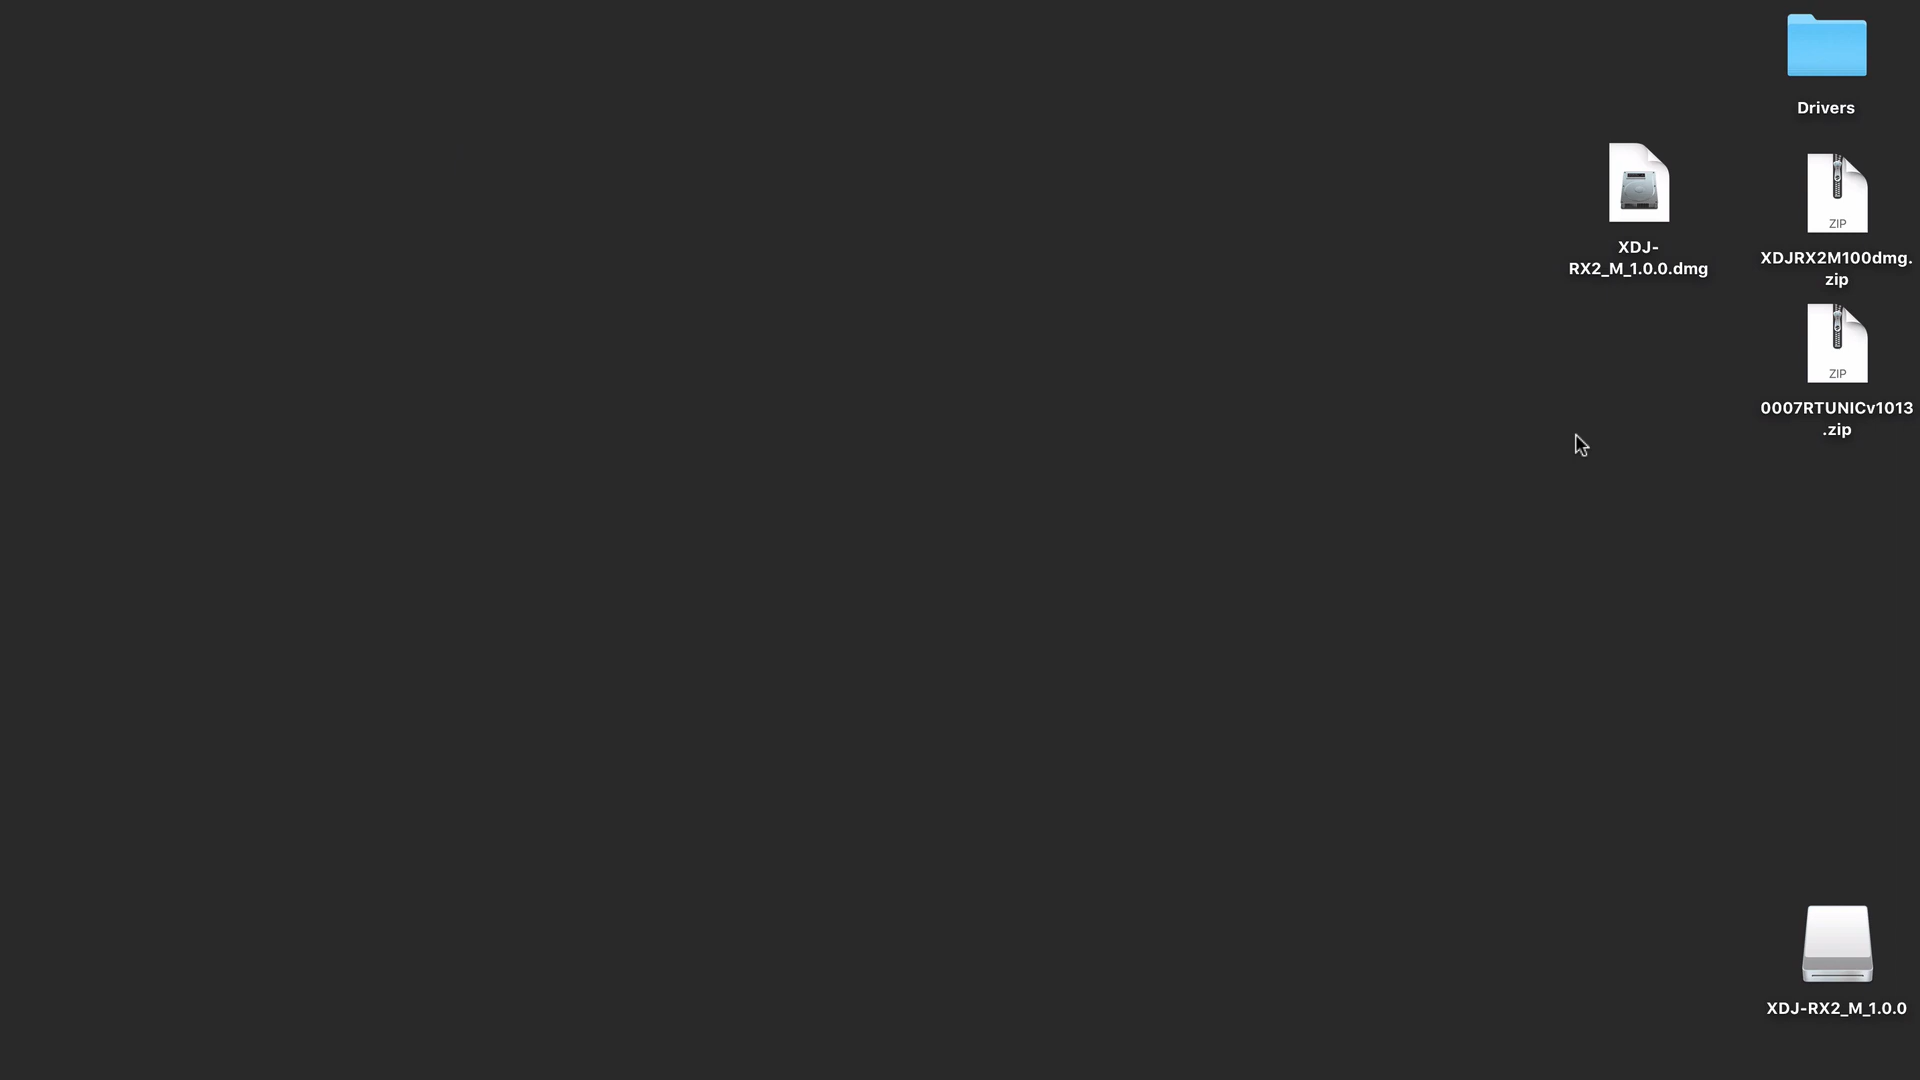 Drivers
XDJ-
RX2_M_1.0.0.dmg
ZIP
XDJRX2M100dmg.
zip
ZIP
0007RTUNICv1013
.zip
XDJ-RX2_M_1.0.0